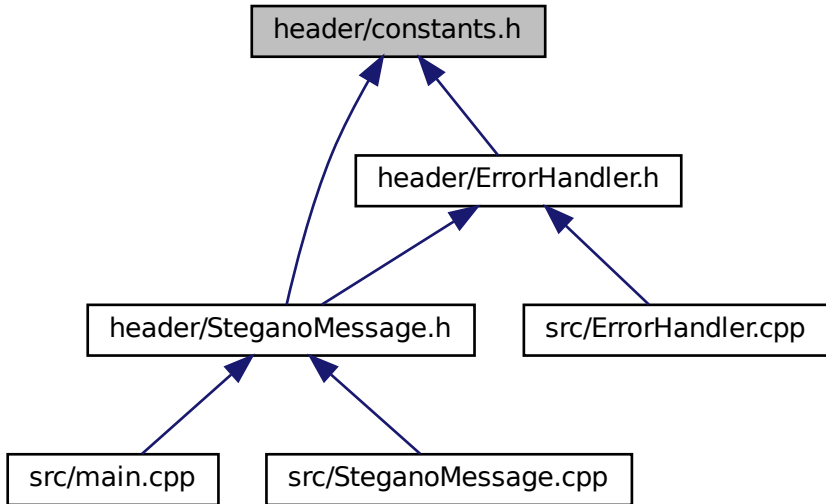 header/constants.h
header/ErrorHandler.h
header/SteganoMessage.h
src/ErrorHandler.cpp
src/main.cpp
src/SteganoMessage.cpp